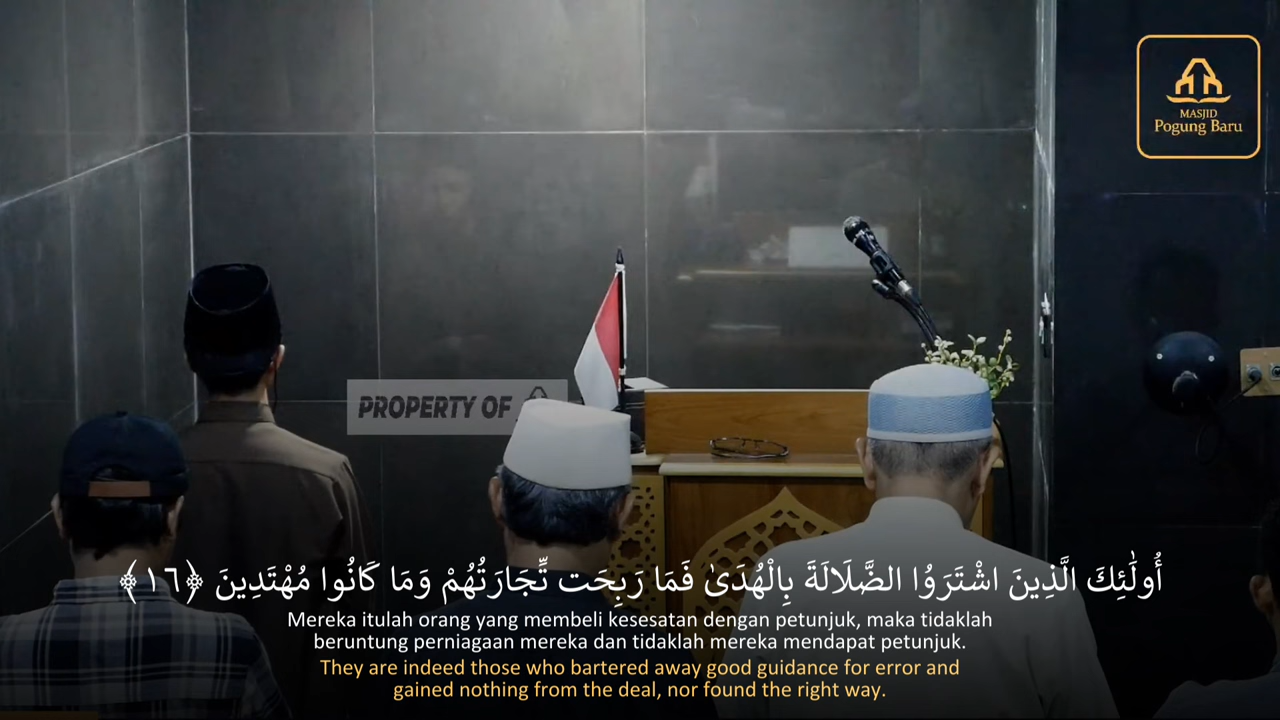 MASJID
Pogung Baru
PROPERTY OF
أُولَٰئِكَ الَّذِينَ اشْتَرَوُا الضَّلَالَةَ بِالْهُدَىٰ فَمَا رَبِحَت تِّجَارَتُهُمْ وَمَا كَانُوا مُهْتَدِينَ ﴿١٦﴾
Mereka itulah orang yang membeli kesesatan dengan petunjuk, maka tidaklah
beruntung perniagaan mereka dan tidaklah mereka mendapat petunjuk.
They are indeed those who bartered away good guidance for error and
gained nothing from the deal, nor found the right way.